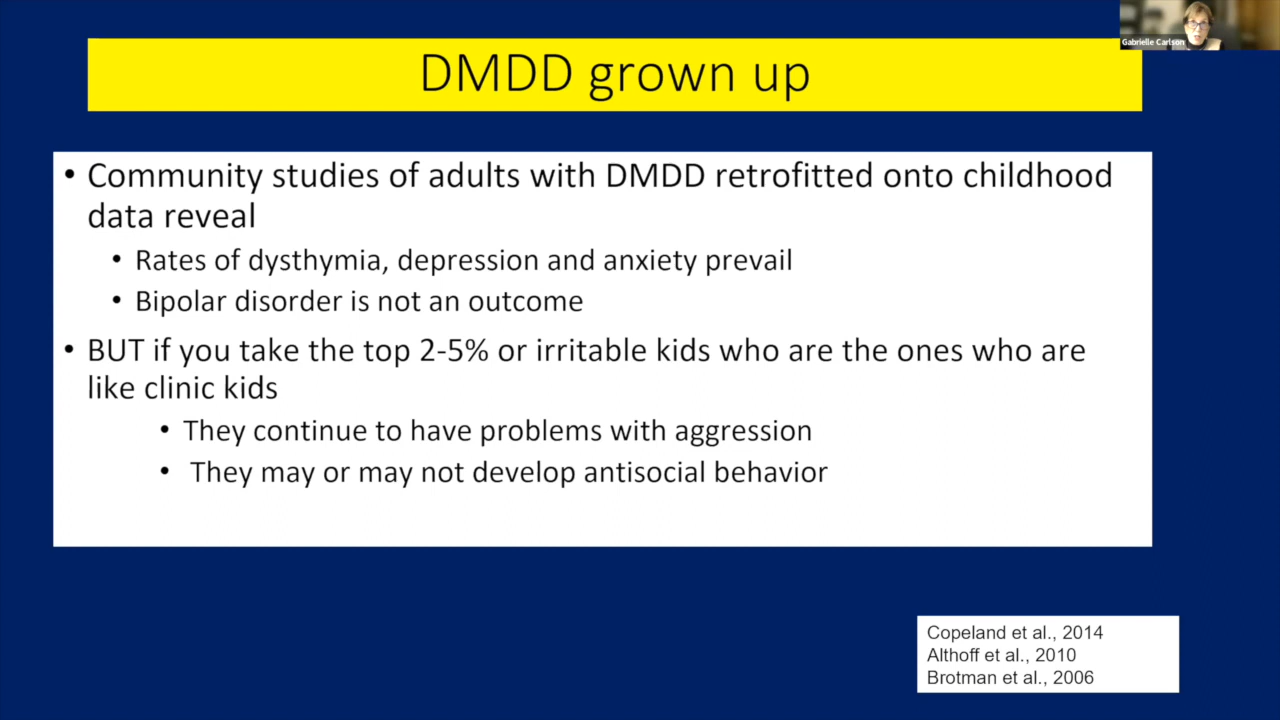 Gabrielle Carlson
DMDD grown up
• Community studies of adults with DMDD retrofitted onto childhood
data reveal
• Rates of dysthymia, depression and anxiety prevail
• Bipolar disorder is not an outcome
• BUT if you take the top 2-5% or irritable kids who are the ones who are
like clinic kids
• They continue to have problems with aggression
• They may or may not develop antisocial behavior
Copeland et al., 2014
Althoff et al., 2010
Brotman et al., 2006